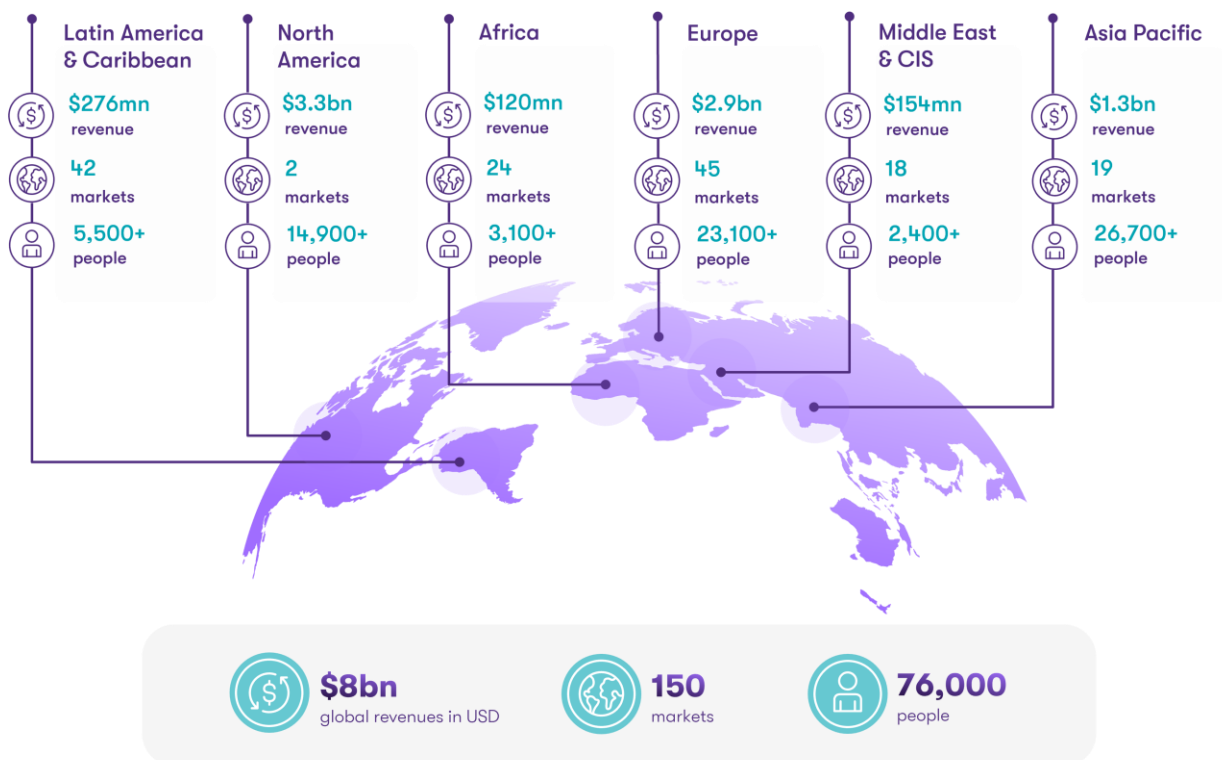 Latin America
& Caribbean
$276mn
revenue
42
markets
5,500+
people
North
America
$3.3bn
revenue
2
markets
14,900+
people
Africa
$120mn
revenue
24
markets
3,100+
people
Europe
$2.9bn
revenue
45
markets
23,100+
people
Middle East
& CIS
$154mn
revenue
18
markets
2,400+
people
Asia Pacific
$1.3bn
revenue
19
markets
26,700+
people
$8bn
global revenues in USD
150
markets
76,000
people